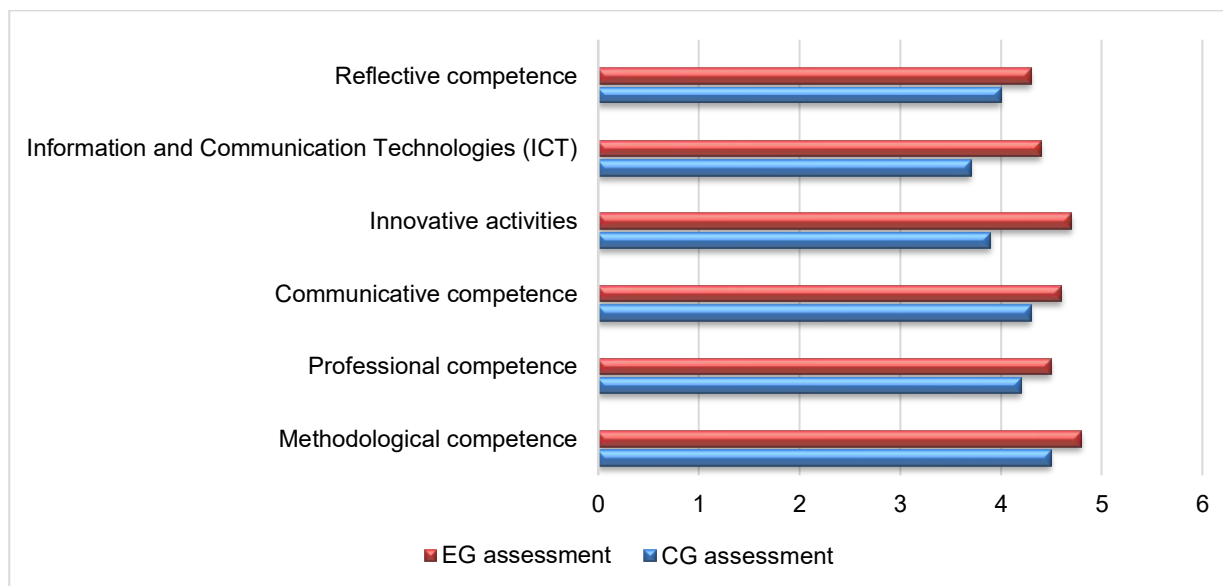 Reflective competence
Information and Communication Technologies (ICT)
Innovative activities
Communicative competence
Professional competence
Methodological competence
0 1 2 3 4 5 6
EG assessment CG assessment